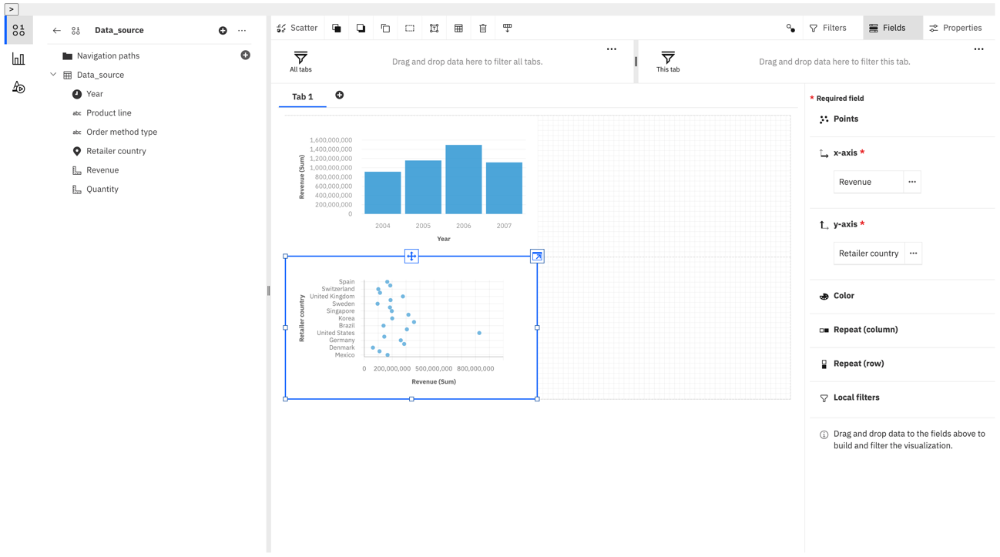 >
Data_source
Navigation paths
Data_source
Year
abc Product line
abc Order method type
Retailer country
Revenue
Quantity
Scatter
Filters
Fields
Properties
All tabs
Drag and drop data here to filter all tabs.
This tab
Drag and drop data here to filter this tab.
Tab 1
1,600,000,000
1,400,000,000
1,200,000,000
1,000,000,000
800,000,000
600,000,000
400,000,000
200,000,000
0
Revenue (Sum)
2004 2005 2006 2007
Year
Spain
Switzerland
United Kingdom
Sweden
Singapore
Korea
Brazil
United States
Germany
Denmark
Mexico
Retailer country
0 200,000,000 500,000,000 800,000,000
Revenue (Sum)
* Required field
Points
x-axis *
Revenue
y-axis *
Retailer country
Color
Repeat (column)
Repeat (row)
Local filters
Drag and drop data to the fields above to
build and filter the visualization.